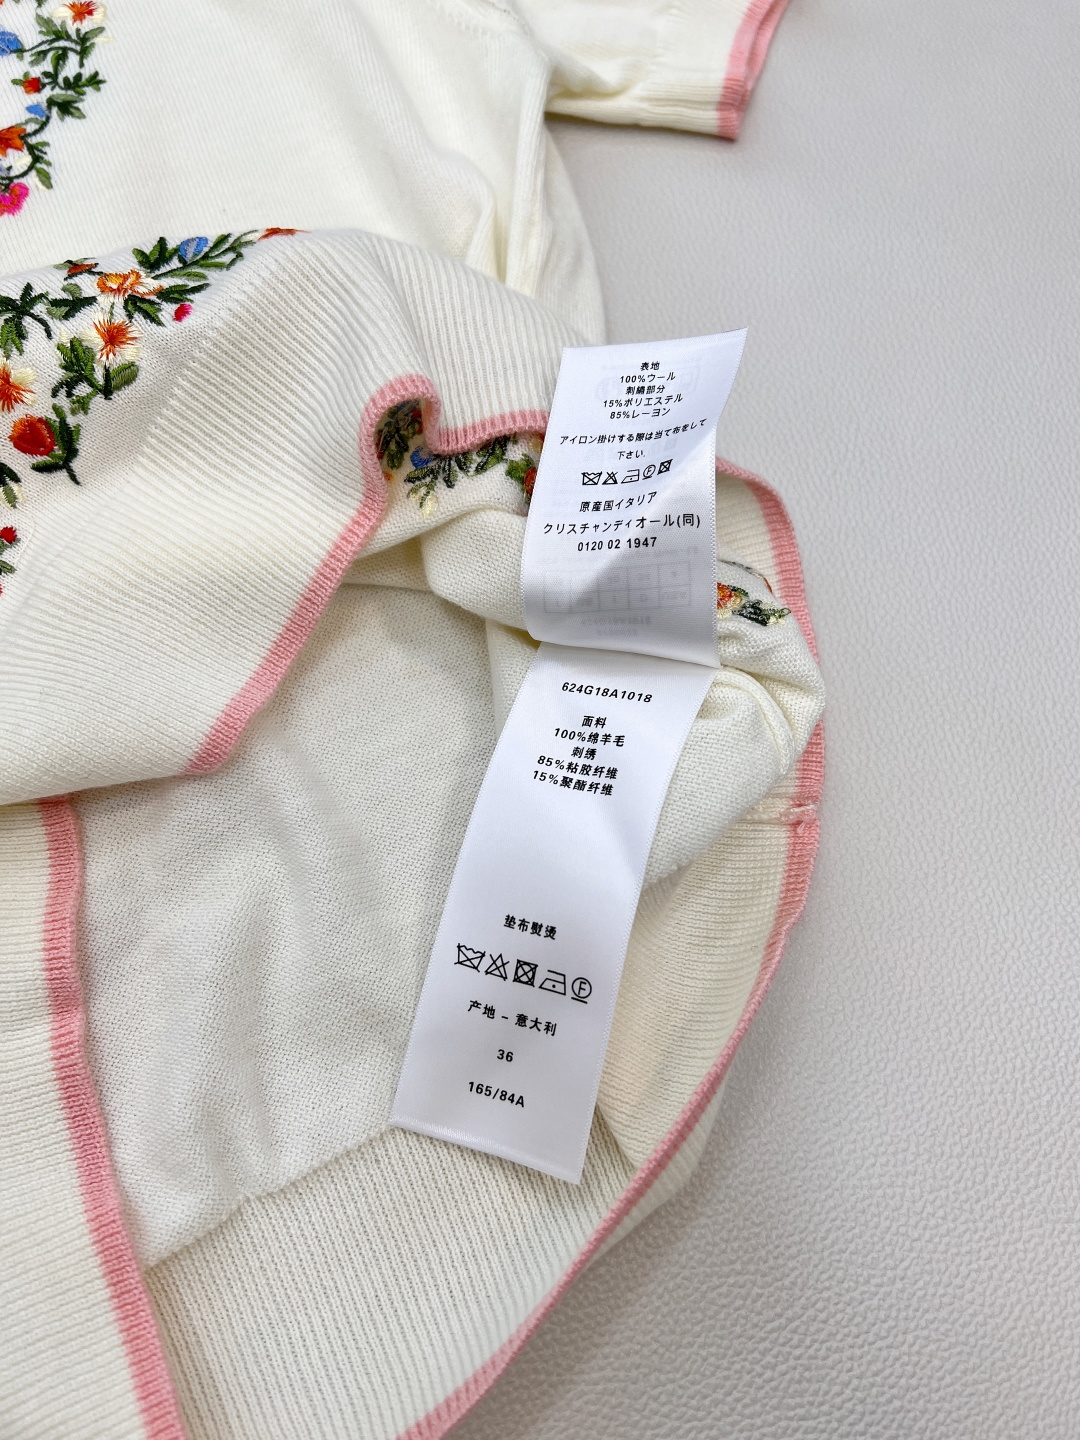 表地
100%ウール
刺繍部分
15%ポリエステル
85%レーヨン
アイロン掛けする際は当て布をして
下さい.
原産国イタリア
クリスチャンディオール(同)
0120 02 1947
624G18A1018
面料
100%绵羊毛
刺绣
85%粘胶纤维
15%聚酯纤维
垫布熨烫
F
产地 – 意大利
36
165/84A